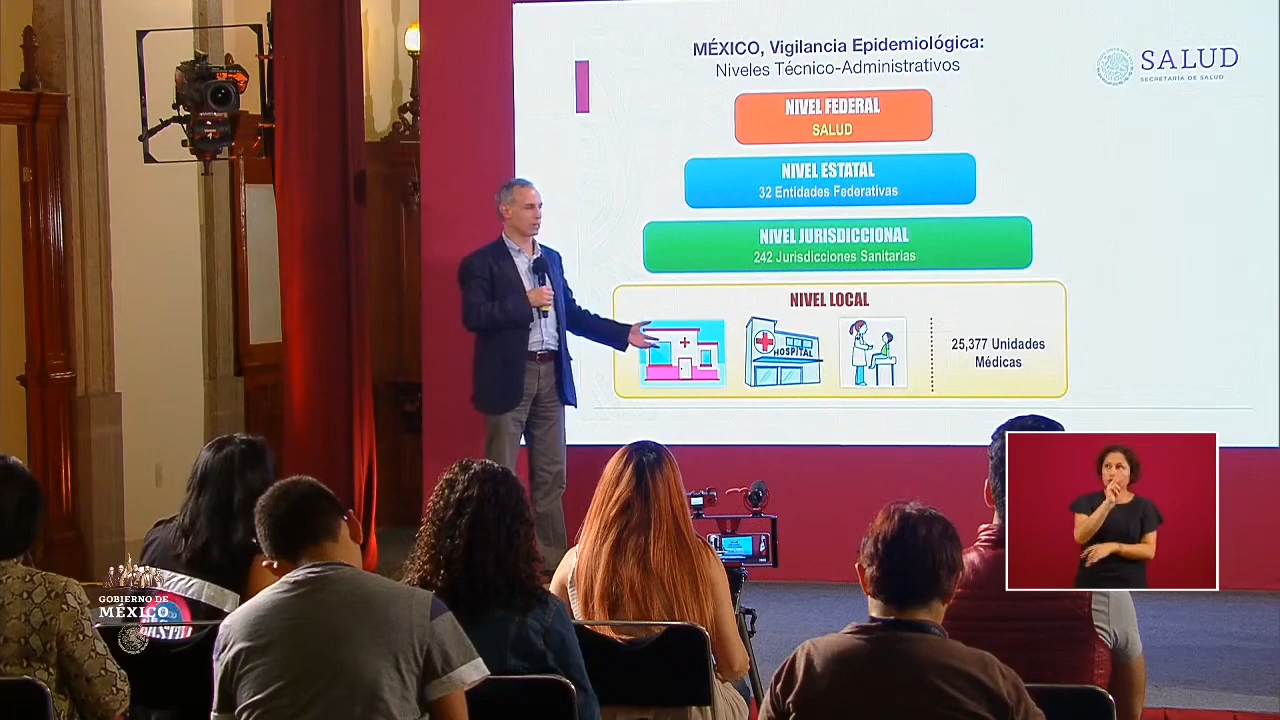 MÉXICO, Vigilancia Epidemiológica:
Niveles Técnico-Administrativos
SALUD
SECRETARÍA DE SALUD
NIVEL FEDERAL
SALUD
NIVEL ESTATAL
32 Entidades Federativas
NIVEL JURISDICCIONAL
242 Jurisdicciones Sanitarias
NIVEL LOCAL
HOSPITAL
25,377 Unidades
Médicas
GOBIERNO DE
MÉXICO